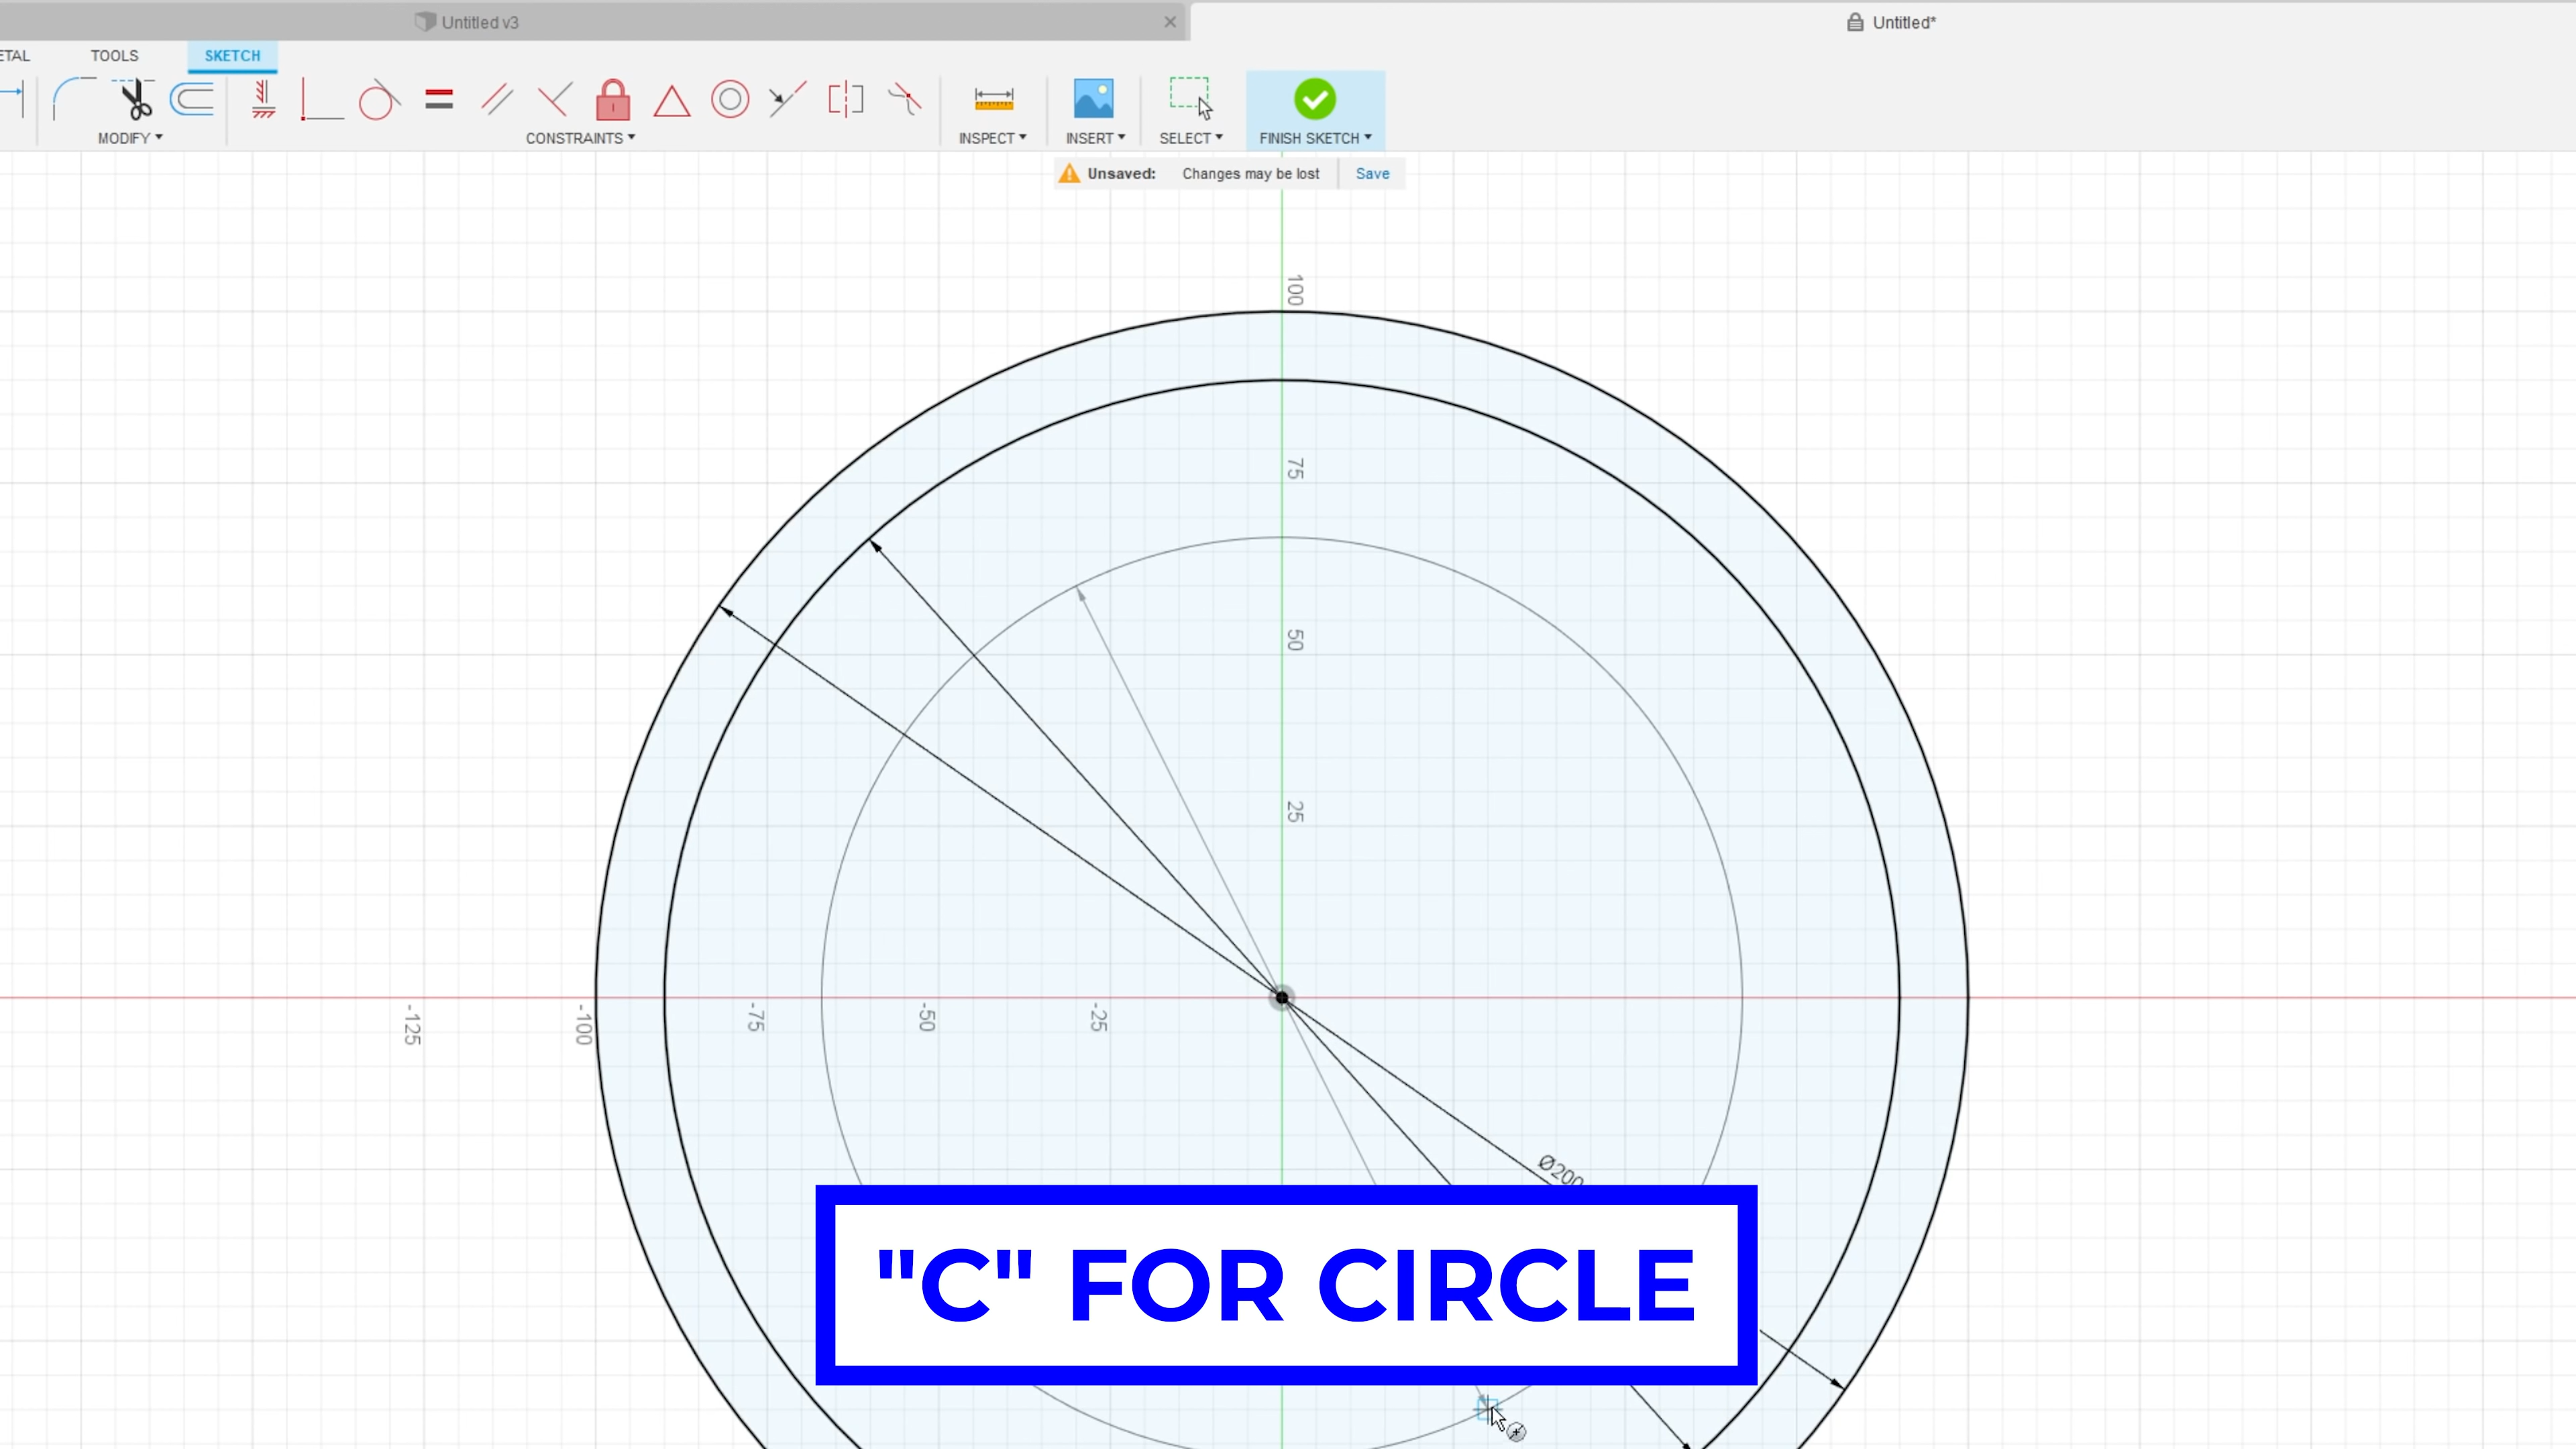 Untitled v3
Untitled*
ETAL
TOOLS
SKETCH
MODIFY
CONSTRAINTS
INSPECT
INSERT
SELECT
FINISH SKETCH
Unsaved: Changes may be lost Save
100
75
50
25
-125
-100
-75
-50
-25
Ø200
"C" FOR CIRCLE